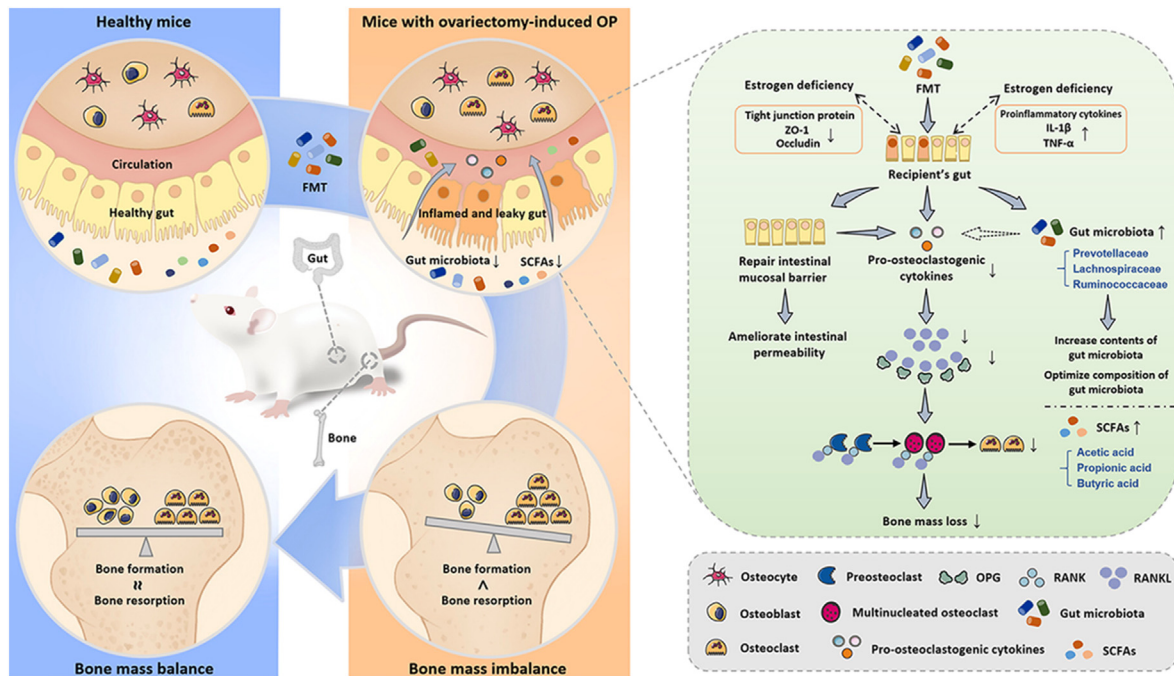 Healthy mice
Mice with ovariectomy-induced OP
Circulation
Healthy gut
FMT
Inflamed and leaky gut
Gut microbiota ↓
SCFAs ↓
Gut
Bone
Bone formation
≈
Bone resorption
Bone mass balance
Bone formation
<
Bone resorption
Bone mass imbalance
FMT
Estrogen deficiency
Estrogen deficiency
Tight junction protein
ZO-1
Occludin ↓
Proinflammatory cytokines
IL-1β
TNF-α ↑
Recipient's gut
Repair intestinal
mucosal barrier
Pro-osteoclastogenic
cytokines ↓
Gut microbiota ↑
Prevotellaceae
Lachnospiraceae
Ruminococcaceae
Ameliorate intestinal
permeability
↓
↓
Increase contents of
gut microbiota
Optimize composition of
gut microbiota
SCFAs ↑
Acetic acid
Propionic acid
Butyric acid
↓
Bone mass loss ↓
Osteocyte
Preosteoclast
OPG
RANK
RANKL
Osteoblast
Multinucleated osteoclast
Gut microbiota
Osteoclast
Pro-osteoclastogenic cytokines
SCFAs